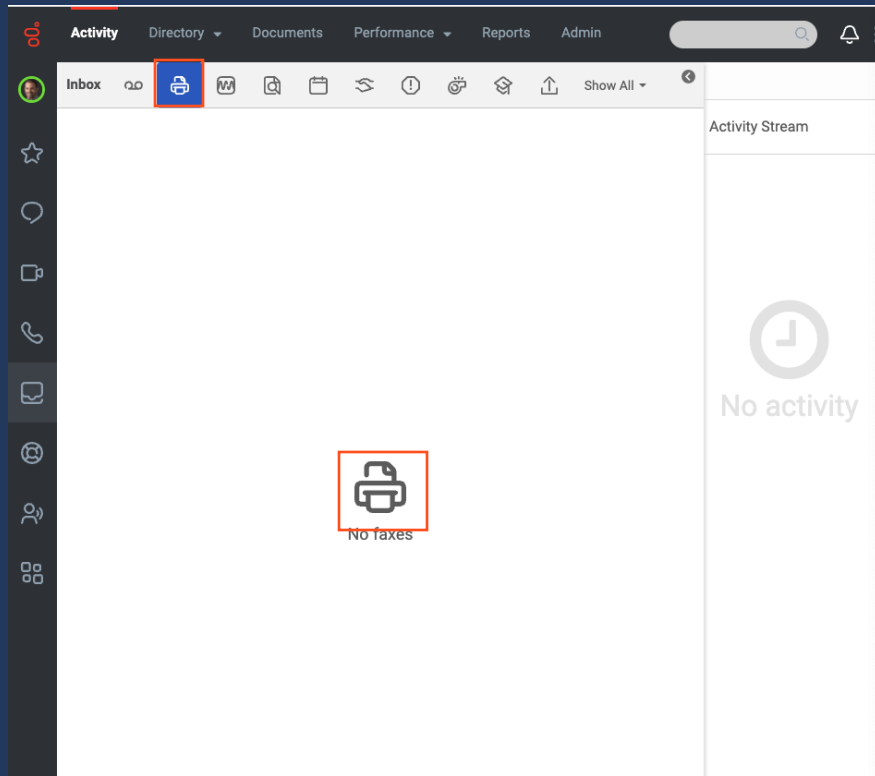 Activity Directory Documents Performance Reports Admin
Inbox Show All
Activity Stream
No activity
No faxes